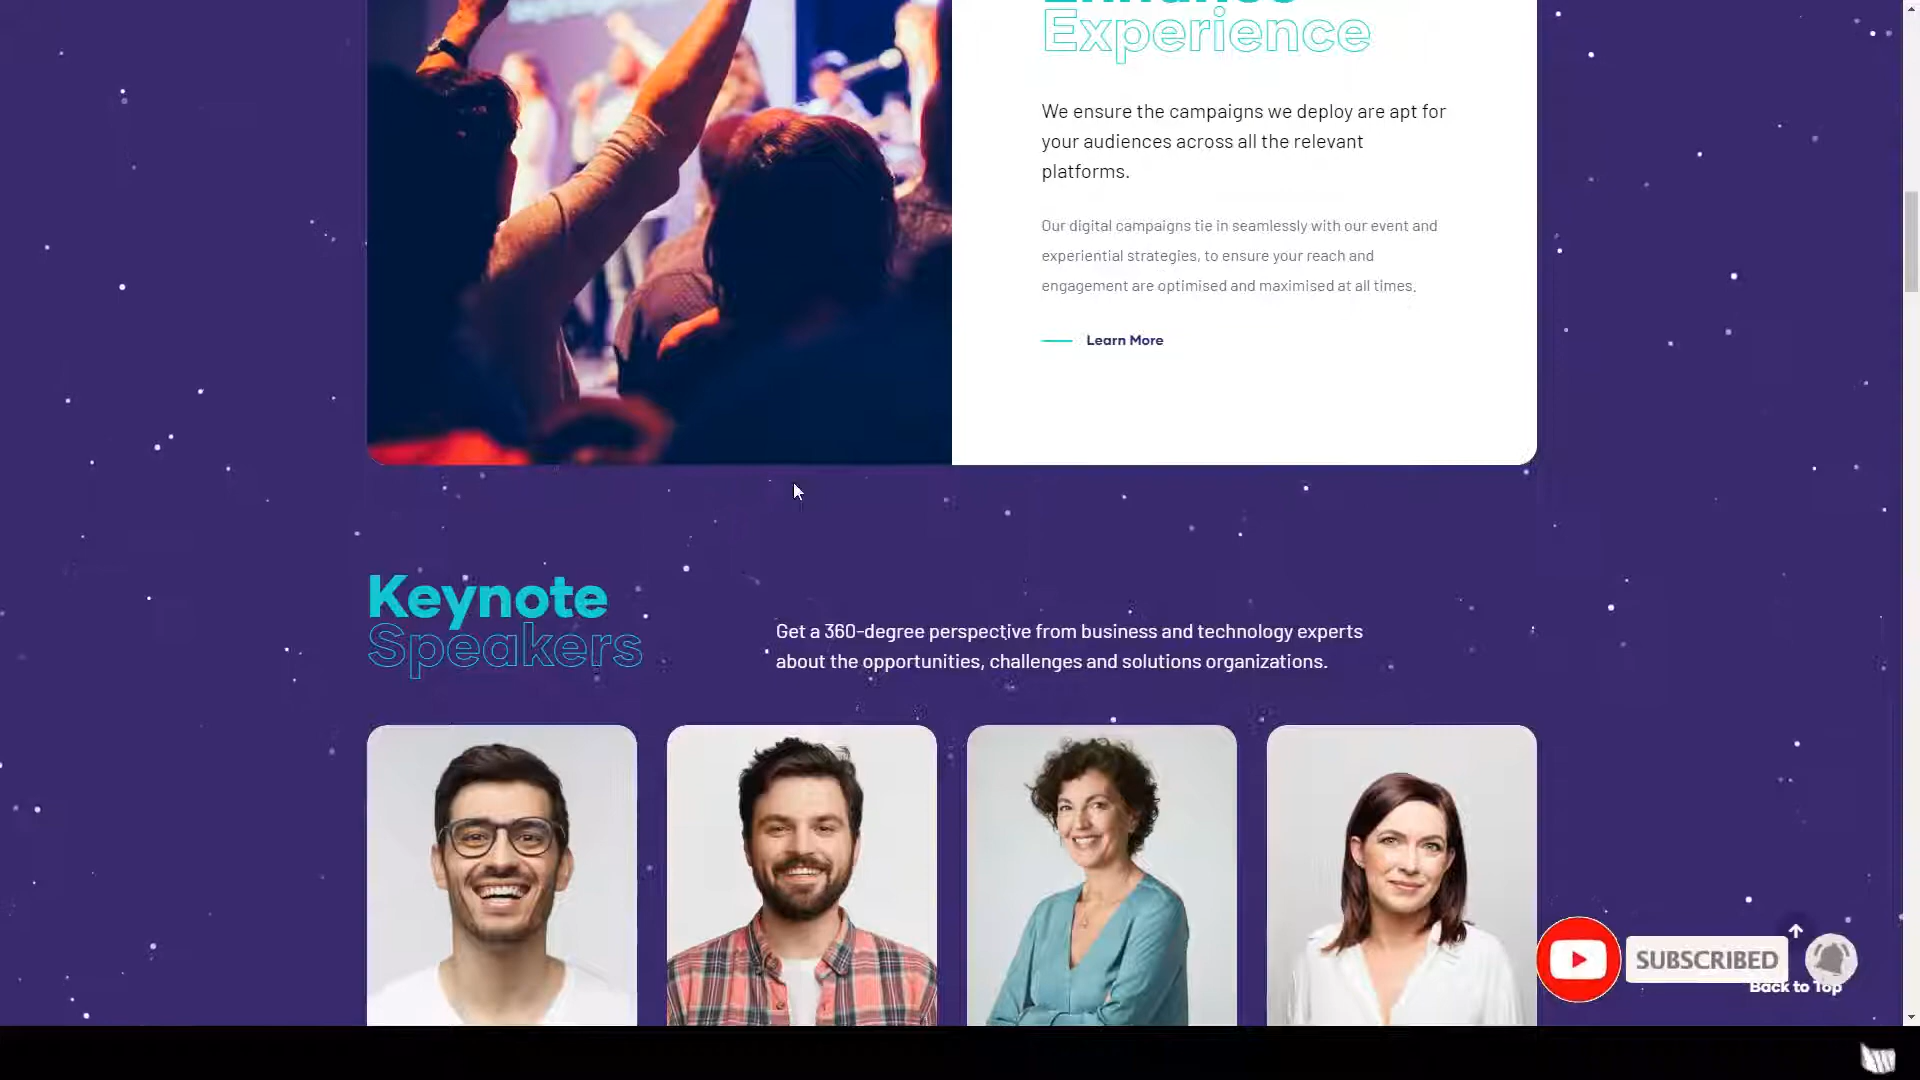 Experience
We ensure the campaigns we deploy are apt for
your audiences across all the relevant
platforms.
Our digital campaigns tie in seamlessly with our event and
experiential strategies, to ensure your reach and
engagement are optimised and maximised at all times.
Learn More
Keynote
Speakers
Get a 360-degree perspective from business and technology experts
about the opportunities, challenges and solutions organizations.
SUBSCRIBED
Back to Top